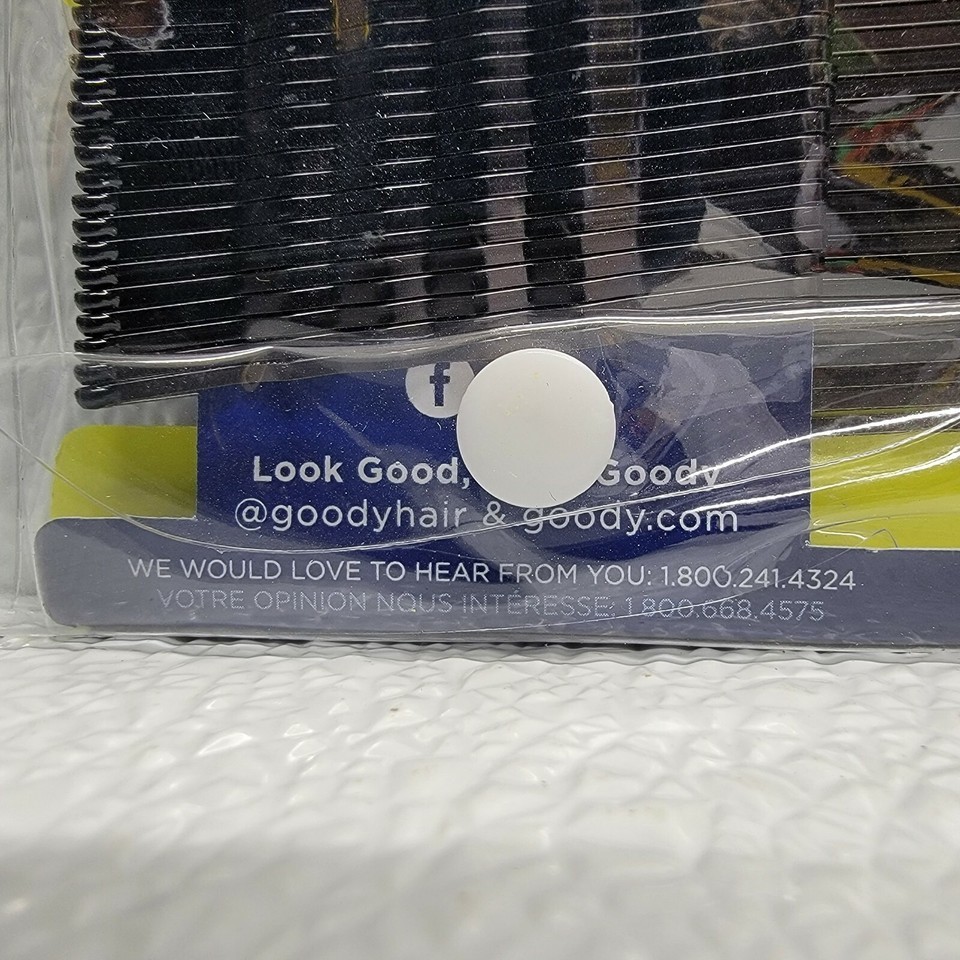 f
Look Good, Goody
@goodyhair & goody.com
WE WOULD LOVE TO HEAR FROM YOU: 1.800.241.4324
VOTRE OPINION NOUS INTÉRESSE: 1 800.668.4575